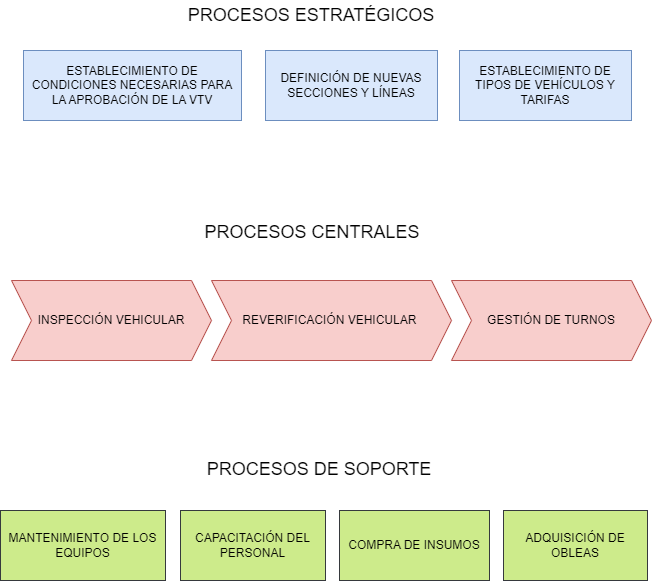 PROCESOS ESTRATÉGICOS
ESTABLECIMIENTO DE
CONDICIONES NECESARIAS PARA
LA APROBACIÓN DE LA VTV
DEFINICIÓN DE NUEVAS
SECCIONES Y LÍNEAS
ESTABLECIMIENTO DE
TIPOS DE VEHÍCULOS Y
TARIFAS
PROCESOS CENTRALES
INSPECCIÓN VEHICULAR
REVERIFICACIÓN VEHICULAR
GESTIÓN DE TURNOS
PROCESOS DE SOPORTE
MANTENIMIENTO DE LOS
EQUIPOS
CAPACITACIÓN DEL
PERSONAL
COMPRA DE INSUMOS
ADQUISICIÓN DE
OBLEAS